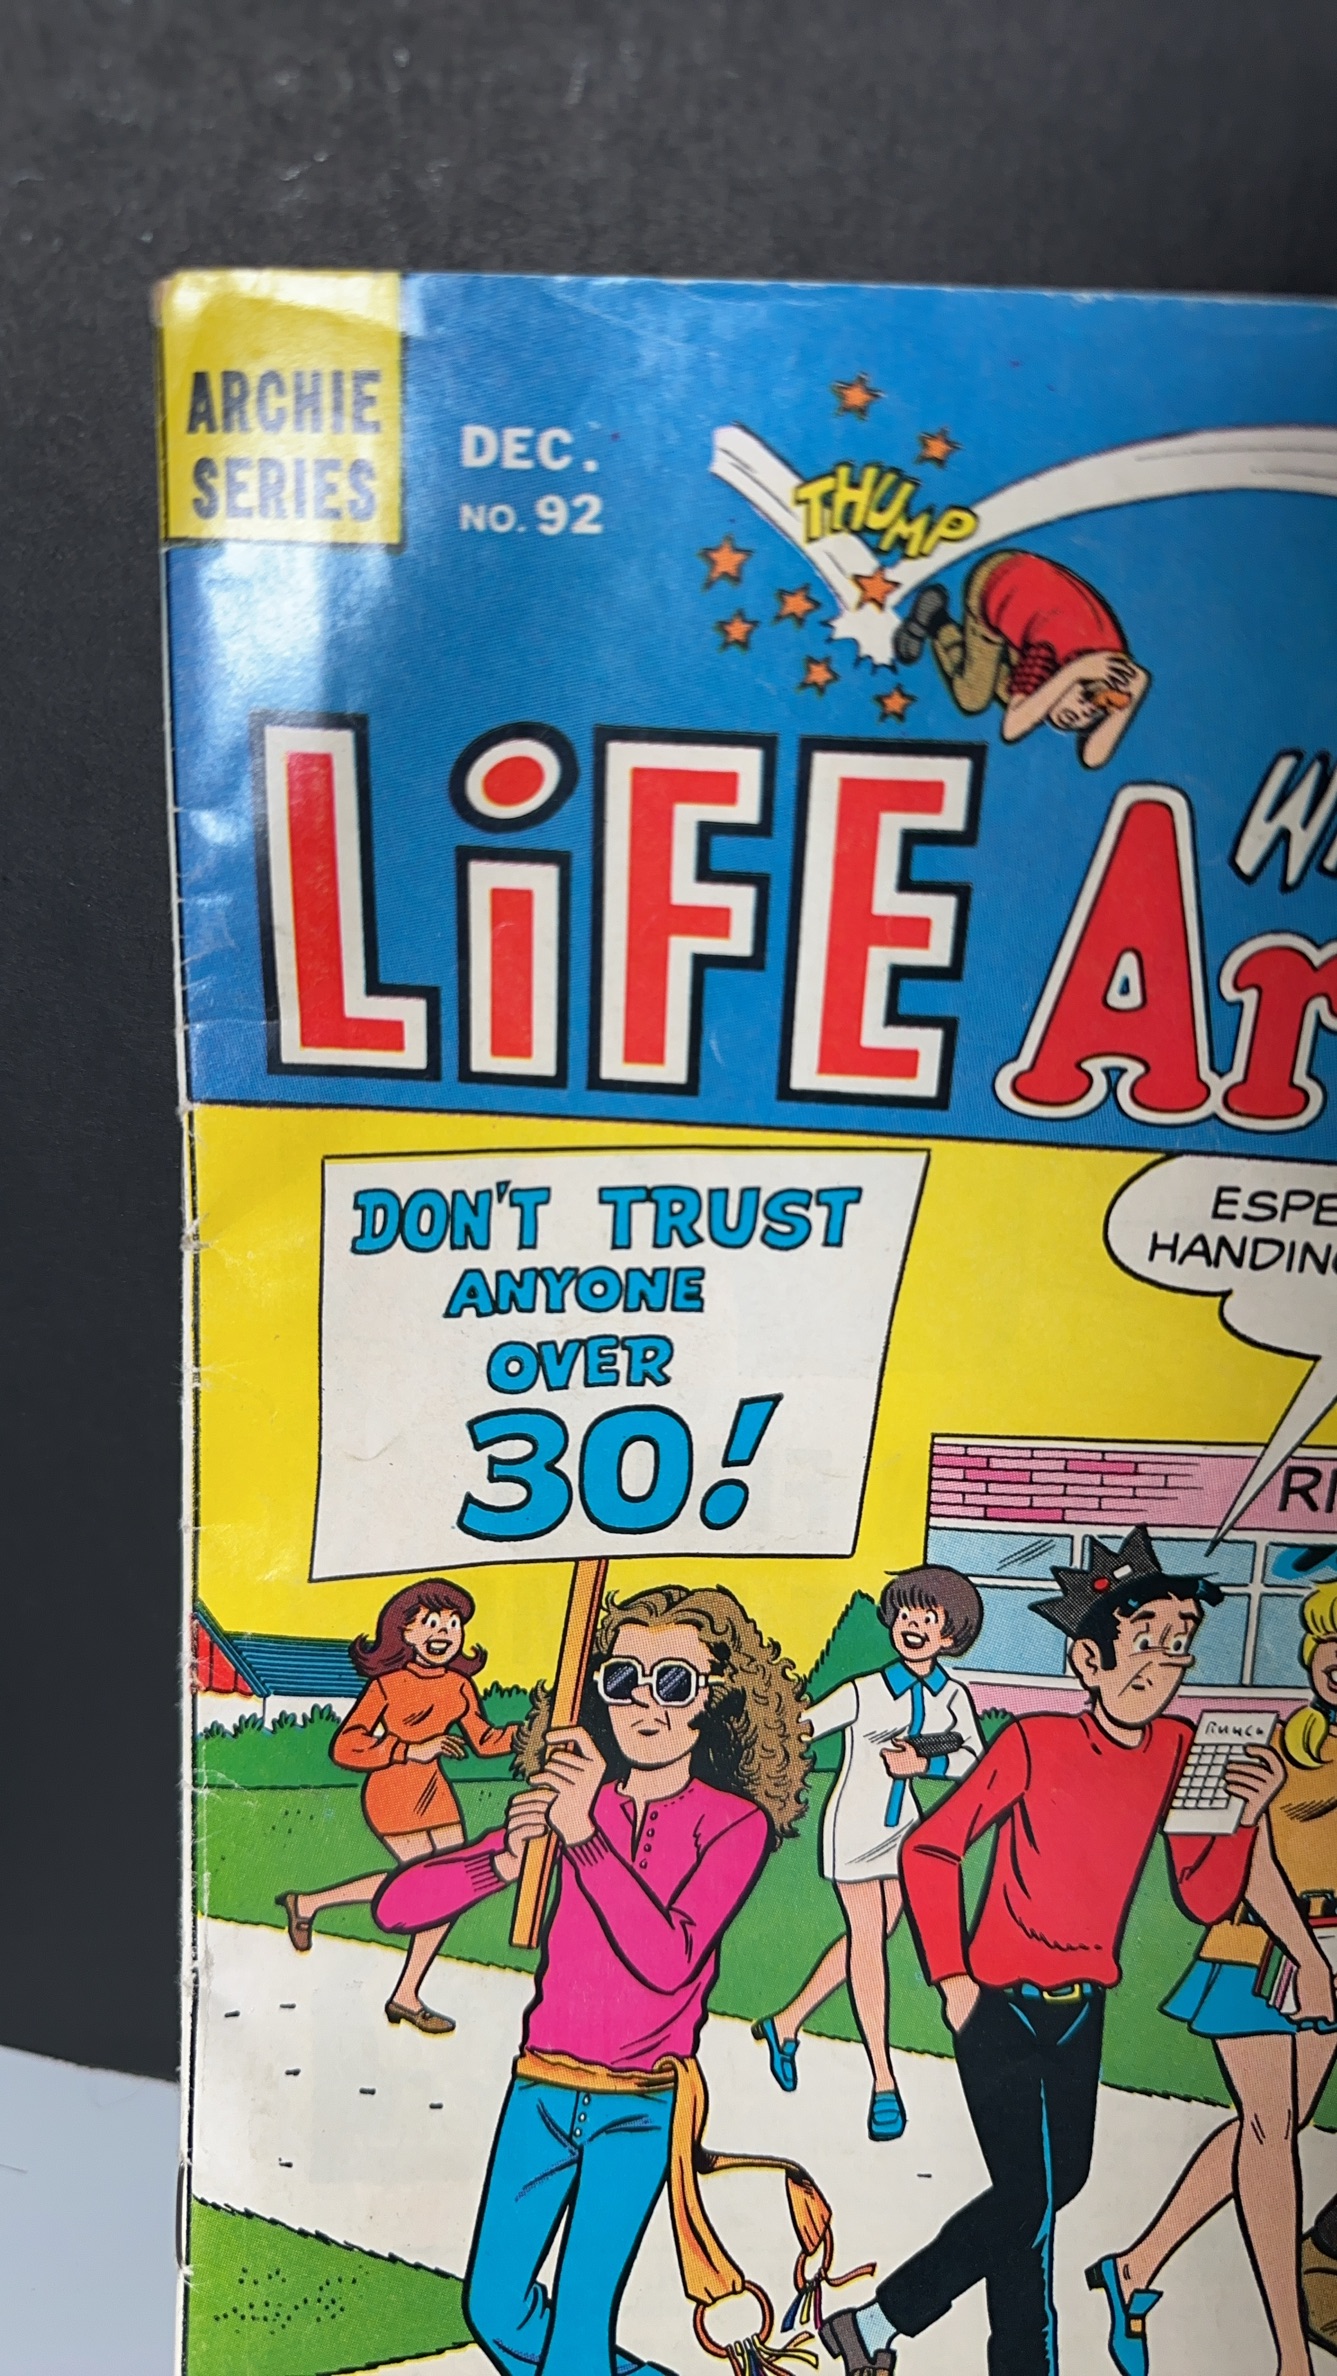 ARCHIE
SERIES
DEC.
NO. 92
THUMP
LiFE
DON'T TRUST
ANYONE
OVER
30!